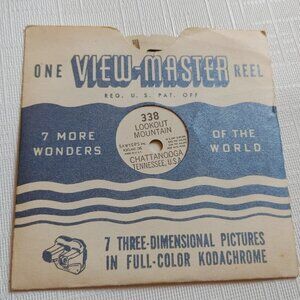 ONE VIEW-MASTER REEL
REG. U. S. PAT. OFF
338
LOOKOUT
MOUNTAIN
7 MORE
WONDERS
OF THE
WORLD
SAWYER'S INC.
CHATTANOOGA
TENNESSEE, U.S.A.
7 THREE-DIMENSIONAL PICTURES
IN FULL-COLOR KODACHROME